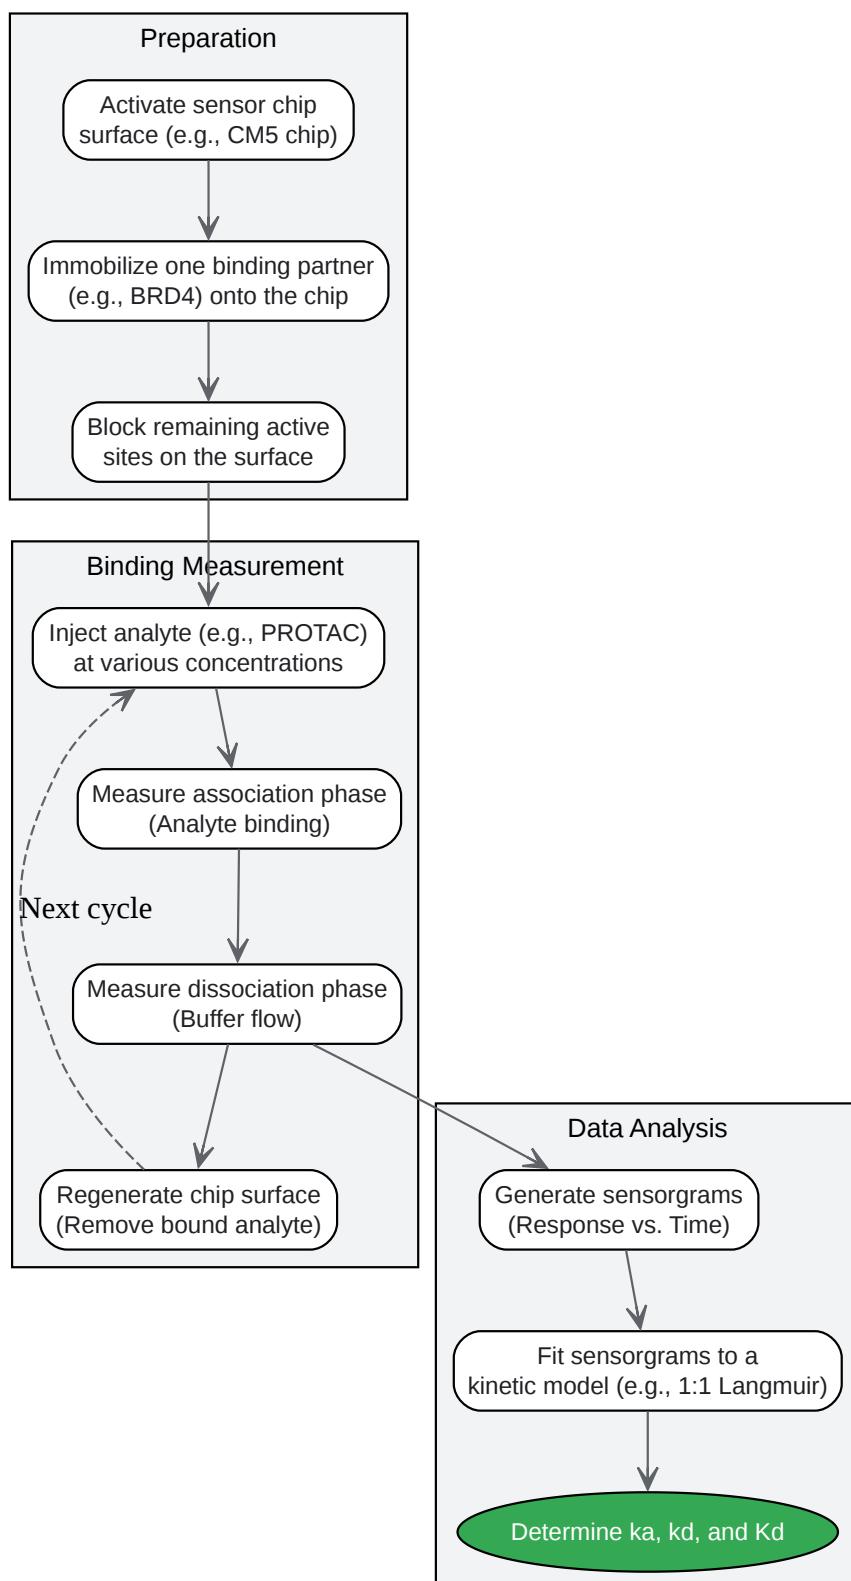 Preparation
Activate sensor chip
surface (e.g., CM5 chip)
Immobilize one binding partner
(e.g., BRD4) onto the chip
Block remaining active
sites on the surface
Binding Measurement
Inject analyte (e.g., PROTAC)
at various concentrations
Measure association phase
(Analyte binding)
Next cycle
Measure dissociation phase
(Buffer flow)
Regenerate chip surface
(Remove bound analyte)
Data Analysis
Generate sensorgrams
(Response vs. Time)
Fit sensorgrams to a
kinetic model (e.g., 1:1 Langmuir)
Determine ka, kd, and Kd